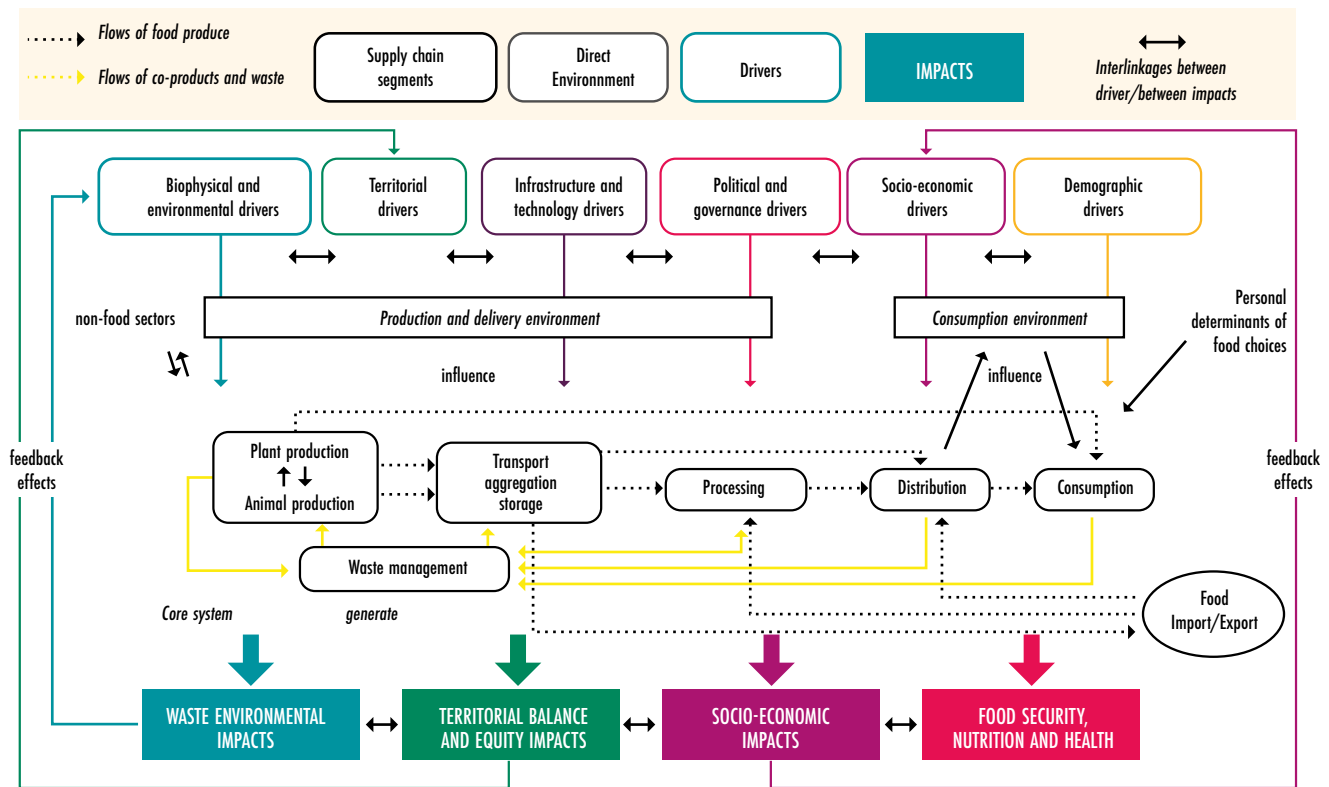 Flows of food produce
Flows of co-products and waste
Supply chain
segments
Direct
Environnment
Drivers
IMPACTS
Interlinkages between
driver/between impacts
Biophysical and
environmental drivers
Territorial
drivers
Infrastructure and
technology drivers
Political and
governance drivers
Socio-economic
drivers
Demographic
drivers
non-food sectors
Production and delivery environment
Consumption environment
Personal
determinants of
food choices
influence
influence
feedback
effects
Plant production
Animal production
Transport
aggregation
storage
Processing
Distribution
Consumption
feedback
effects
Waste management
Core system
generate
Food
Import/Export
WASTE ENVIRONMENTAL
IMPACTS
TERRITORIAL BALANCE
AND EQUITY IMPACTS
SOCIO-ECONOMIC
IMPACTS
FOOD SECURITY,
NUTRITION AND HEALTH